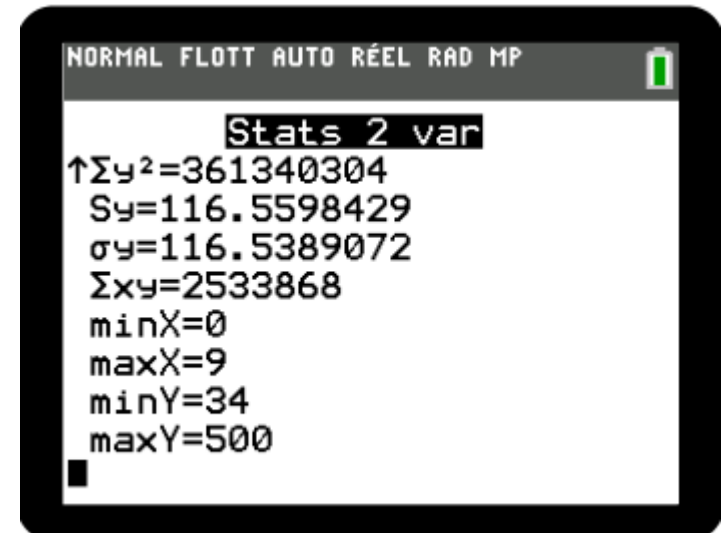 NORMAL FLOTT AUTO RÉEL RAD MP
Stats 2 var
↑Σy²=361340304
Sy=116.5598429
σy=116.5389072
Σxy=2533868
minX=0
maxX=9
minY=34
maxY=500